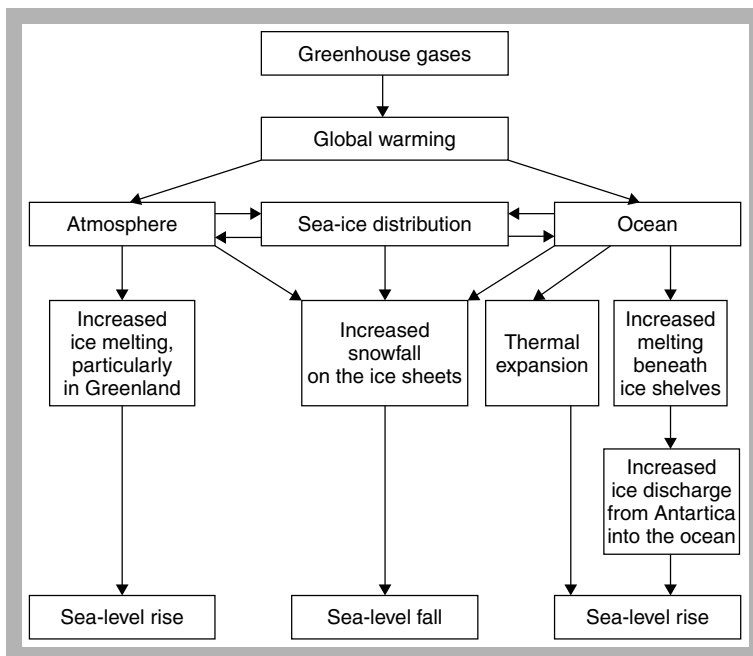 Greenhouse gases
Global warming
Atmosphere
Sea-ice distribution
Ocean
Increased
ice melting,
particularly
in Greenland
Increased
snowfall
on the ice sheets
Thermal
expansion
Increased
melting
beneath
ice shelves
Increased
ice discharge
from Antartica
into the ocean
Sea-level rise
Sea-level fall
Sea-level rise